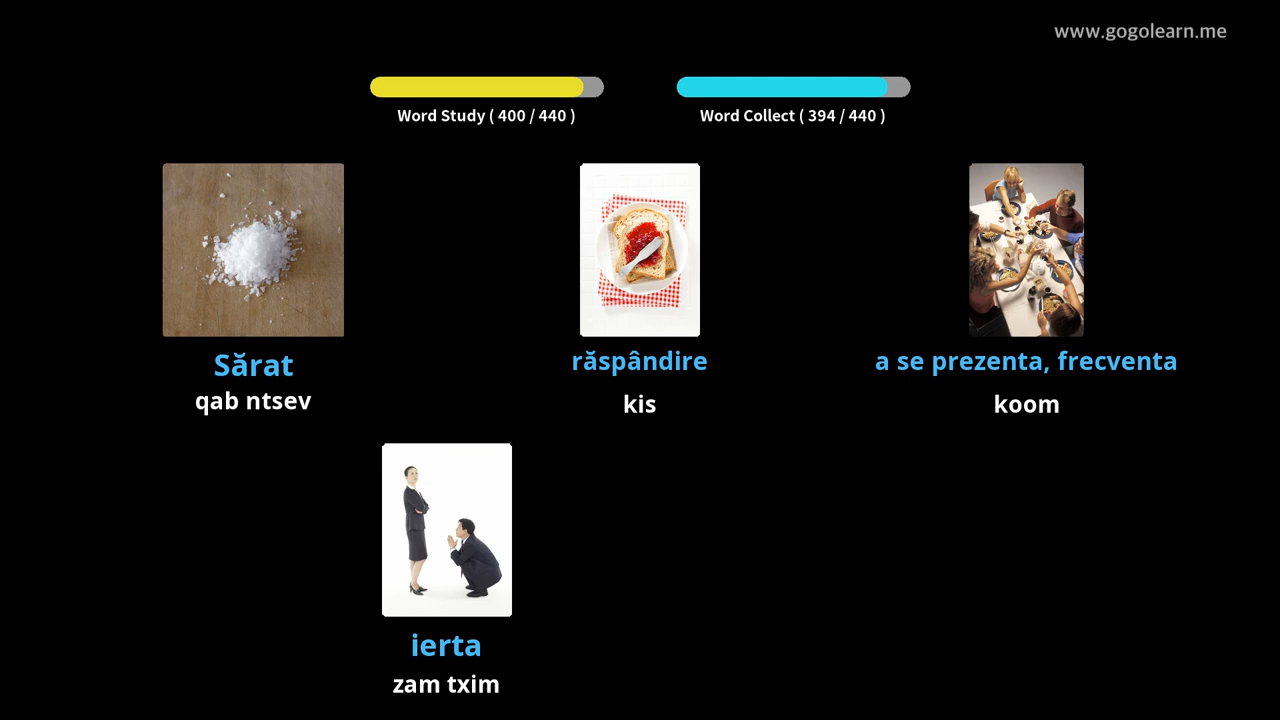 www.gogolearn.me
Word Study ( 400 / 440 )
Word Collect ( 394 / 440 )
Sărat
qab ntsev
răspândire
kis
a se prezenta, frecventa
koom
ierta
zam txim